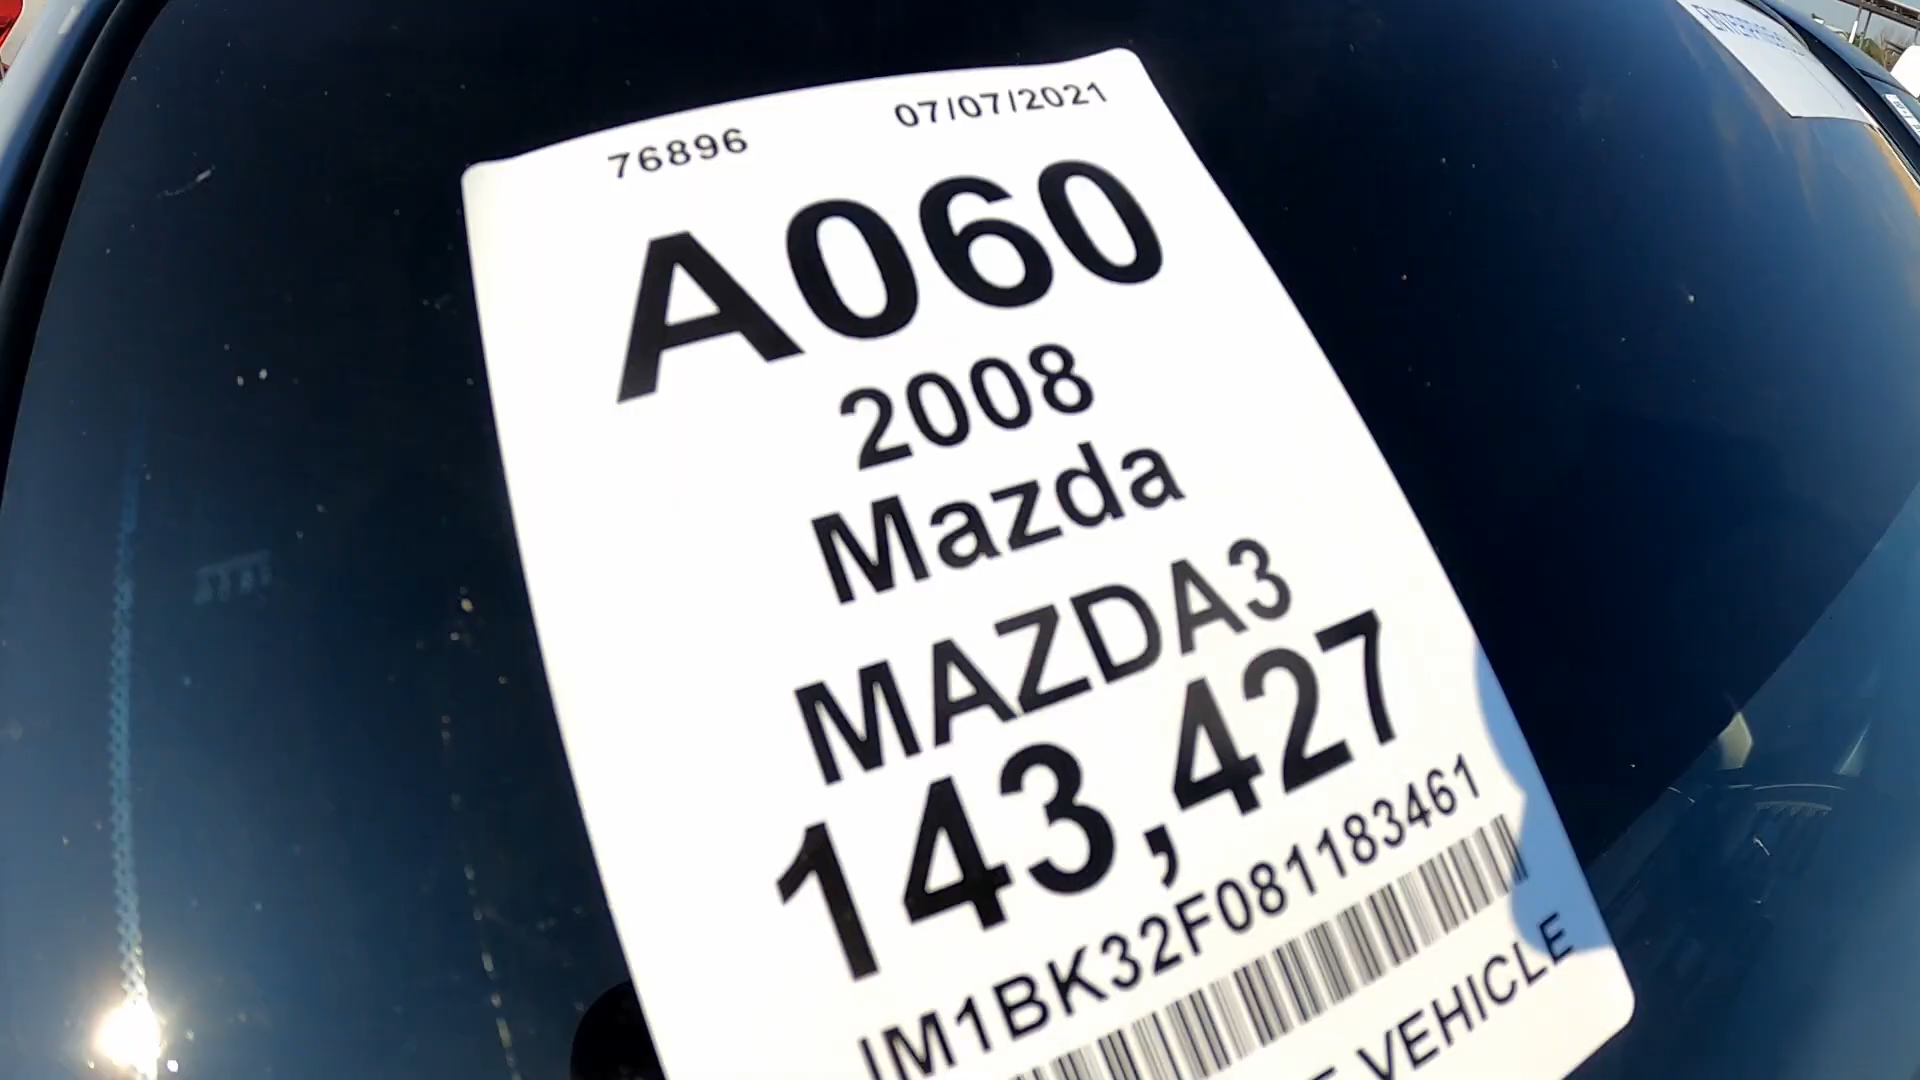 76896 07/07/2021
A060
2008
Mazda
MAZDA3
143,427
JM1BK32F081183461
VEHICLE